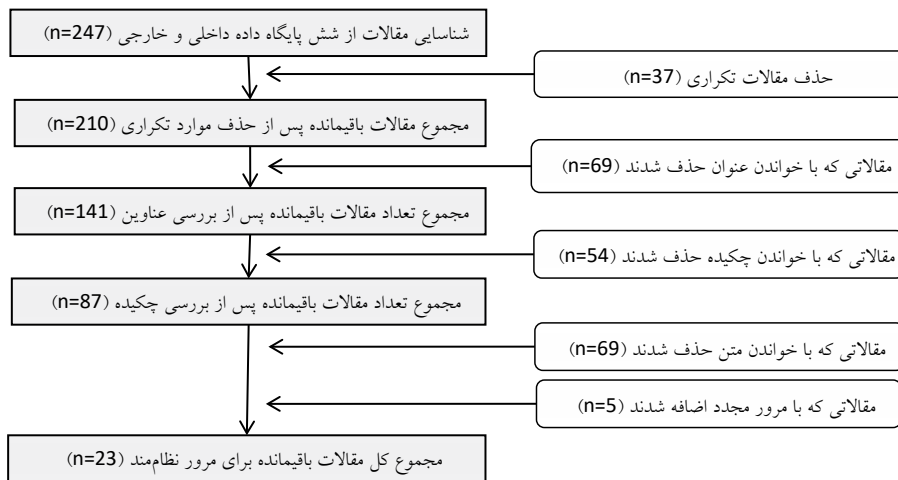 شناسایی مقالات از شش پایگاه داده داخلی و خارجی (n=247)
حذف مقالات تکراری (n=37)
مجموع مقالات باقیمانده پس از حذف موارد تکراری (n=210)
مقالاتی که با خواندن عنوان حذف شدند (n=69)
مجموع تعداد مقالات باقیمانده پس از بررسی عناوین (n=141)
مقالاتی که با خواندن چکیده حذف شدند (n=54)
مجموع تعداد مقالات باقیمانده پس از بررسی چکیده (n=87)
مقالاتی که با خواندن متن حذف شدند (n=69)
مقالاتی که با مرور مجدد اضافه شدند (n=5)
مجموع کل مقالات باقیمانده برای مرور نظام‌مند (n=23)